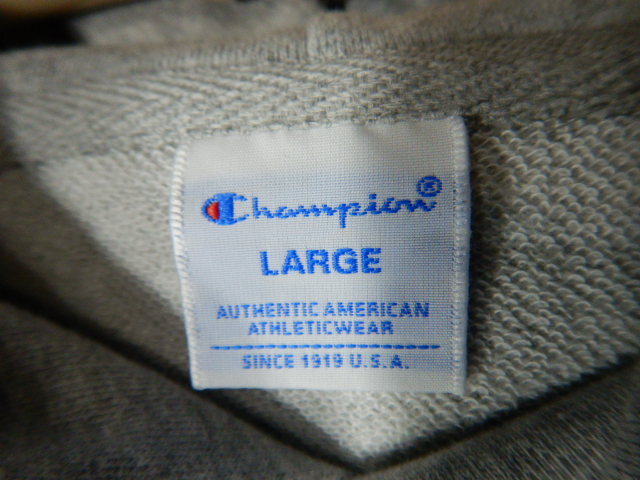 Champion®
LARGE
AUTHENTIC AMERICAN
ATHLETICWEAR
SINCE 1919 U.S.A.